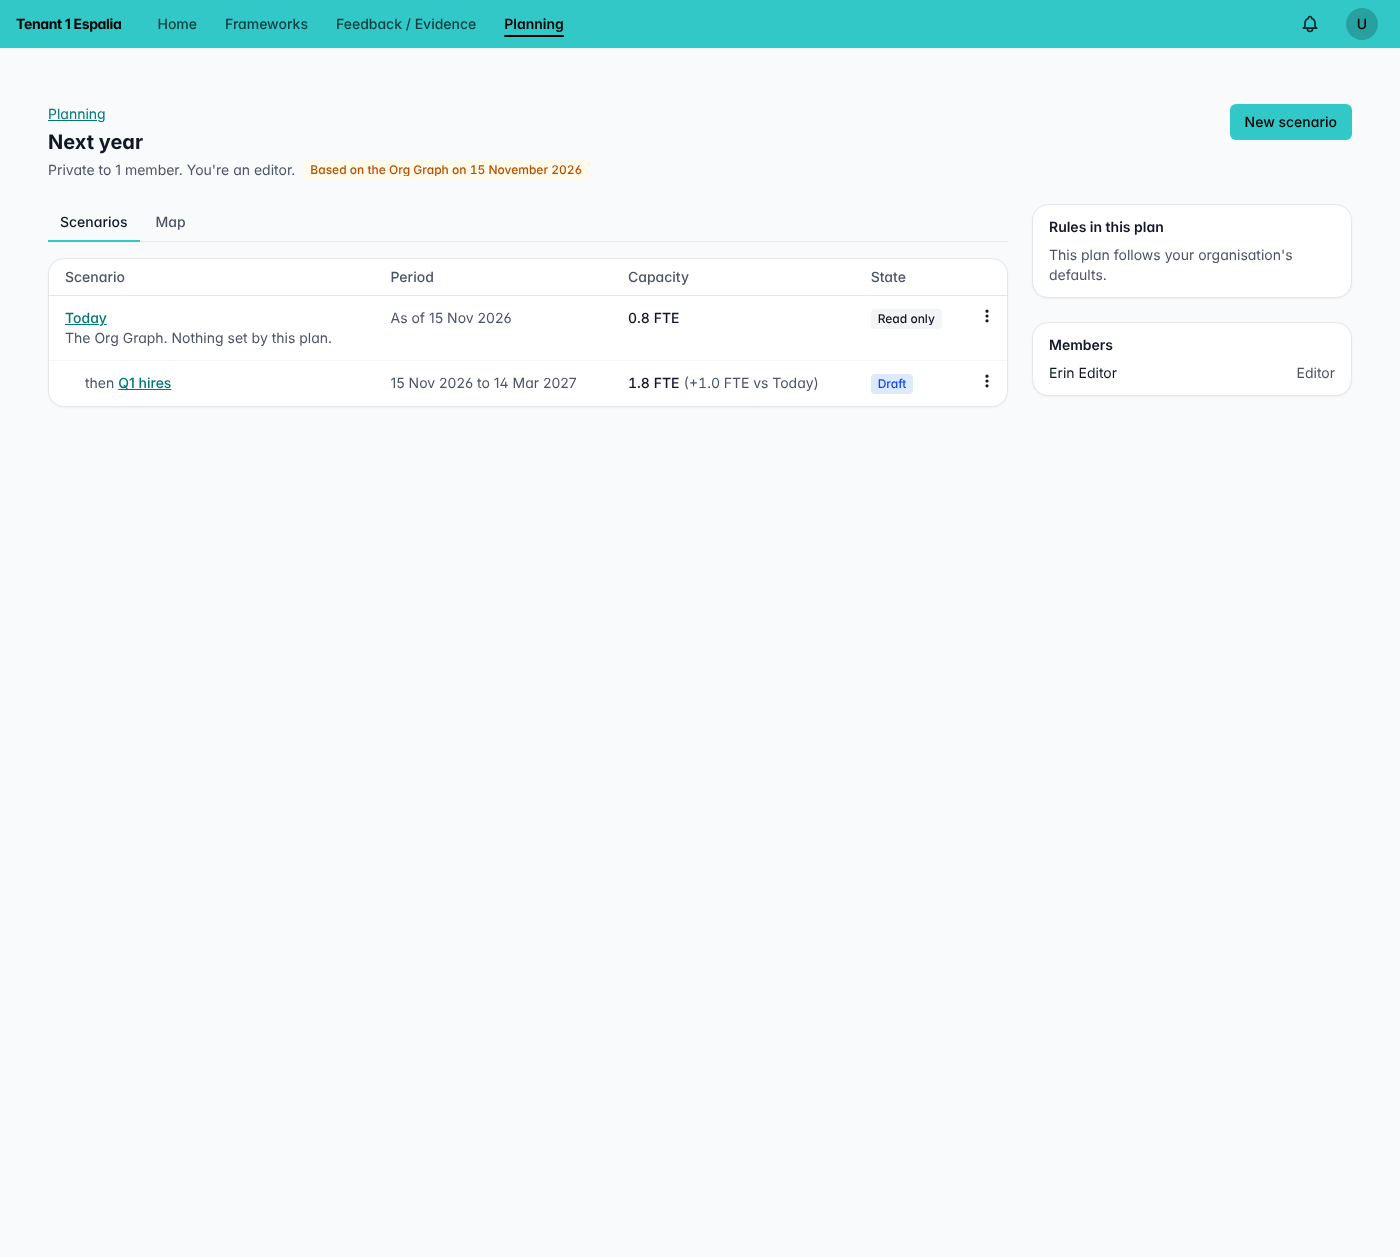 Tenant 1 Espalia
Home
Frameworks
Feedback / Evidence
Planning
U
Planning
Next year
Private to 1 member. You're an editor.
Based on the Org Graph on 15 November 2026
New scenario
Scenarios
Map
Scenario
Period
Capacity
State
Today
The Org Graph. Nothing set by this plan.
As of 15 Nov 2026
0.8 FTE
Read only
then Q1 hires
15 Nov 2026 to 14 Mar 2027
1.8 FTE (+1.0 FTE vs Today)
Draft
Rules in this plan
This plan follows your organisation's
defaults.
Members
Erin Editor
Editor